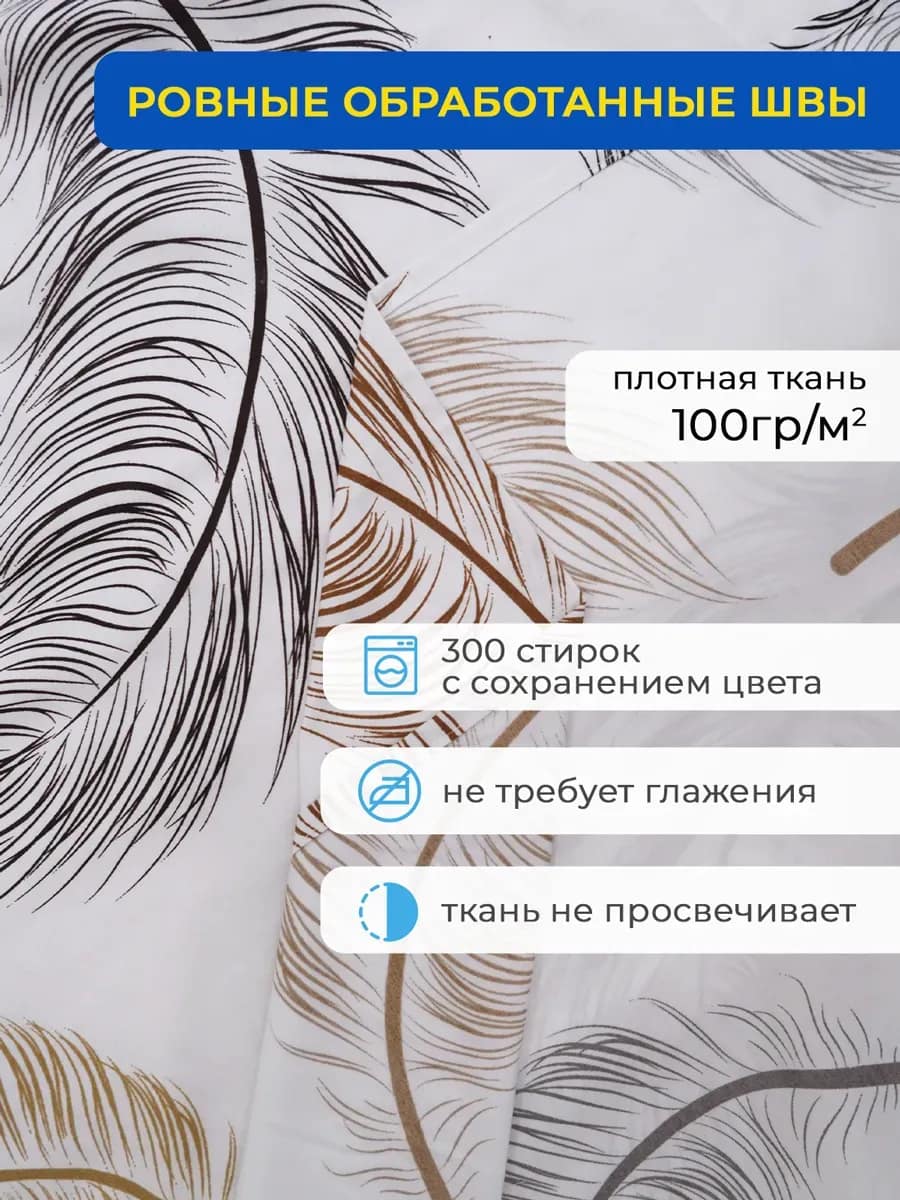 РОВНЫЕ ОБРАБОТАННЫЕ ШВЫ
плотная ткань
100гр/м²
300 стирок
с сохранением цвета
не требует глажения
ткань не просвечивает